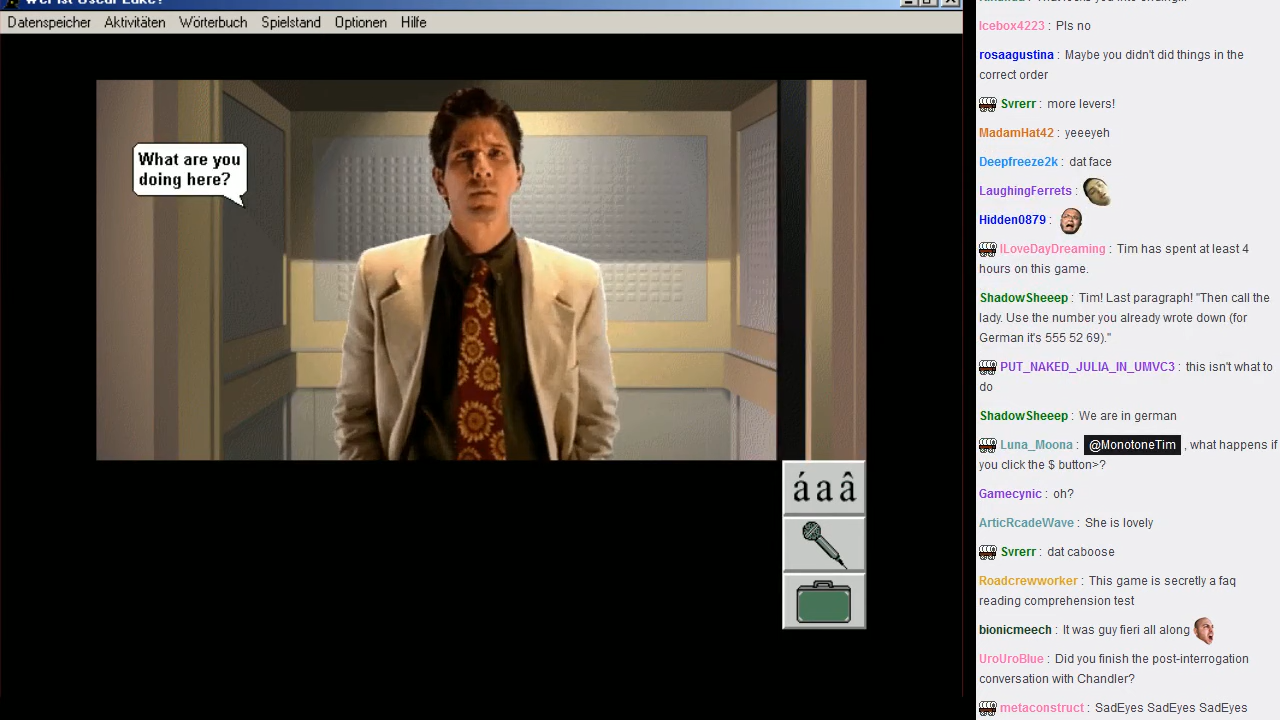 Wer ist Oscar Lake?
Datenspeicher Aktivitäten Wörterbuch Spielstand Optionen Hilfe
What are you
doing here?
á a â
Icebox4223 : Pls no
rosaagustina : Maybe you didn't did things in the
correct order
Svrerr : more levers!
MadamHat42 : yeeeyeh
Deepfreeze2k : dat face
LaughingFerrets :
Hidden0879 :
ILoveDayDreaming : Tim has spent at least 4
hours on this game.
ShadowSheeep : Tim! Last paragraph! "Then call the
lady. Use the number you already wrote down (for
German it's 555 52 69)."
PUT_NAKED_JULIA_IN_UMVC3 : this isn't what to
do
ShadowSheeep : We are in german
Luna_Moona : @MonotoneTim , what happens if
you click the $ button>?
Gamecynic : oh?
ArticRcadeWave : She is lovely
Svrerr : dat caboose
Roadcrewworker : This game is secretly a faq
reading comprehension test
bionicmeech : It was guy fieri all along
UroUroBlue : Did you finish the post-interrogation
conversation with Chandler?
metaconstruct : SadEyes SadEyes SadEyes